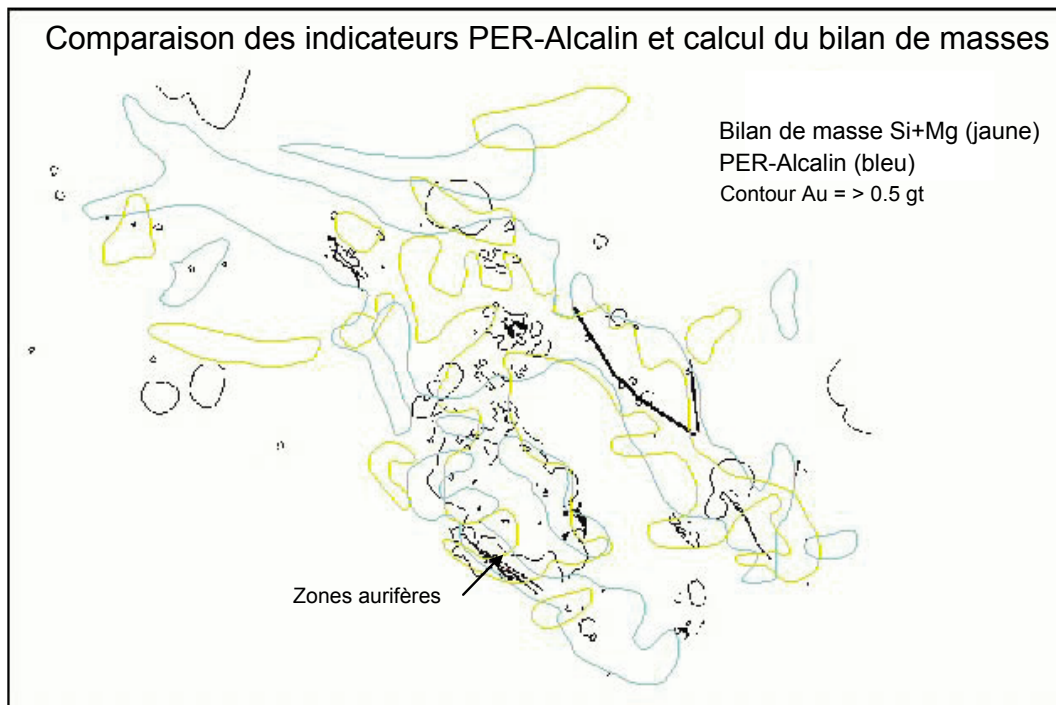 Comparaison des indicateurs PER-Alcalin et calcul du bilan de masses
Bilan de masse Si+Mg (jaune)
PER-Alcalin (bleu)
Contour Au = > 0.5 gt
Zones aurifères